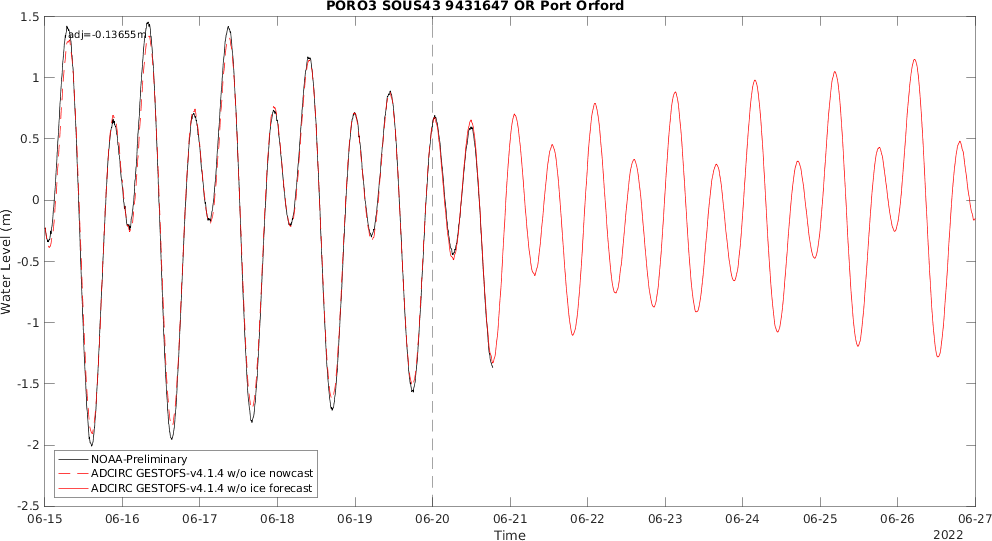 PORO3 SOUS43 9431647 OR Port Orford
adj=-0.13655m
1.5
1
0.5
0
-0.5
-1
-1.5
-2
-2.5
Water Level (m)
NOAA-Preliminary
ADCIRC GESTOFS-v4.1.4 w/o ice nowcast
ADCIRC GESTOFS-v4.1.4 w/o ice forecast
06-15 06-16 06-17 06-18 06-19 06-20 06-21 06-22 06-23 06-24 06-25 06-26 06-27
Time
2022